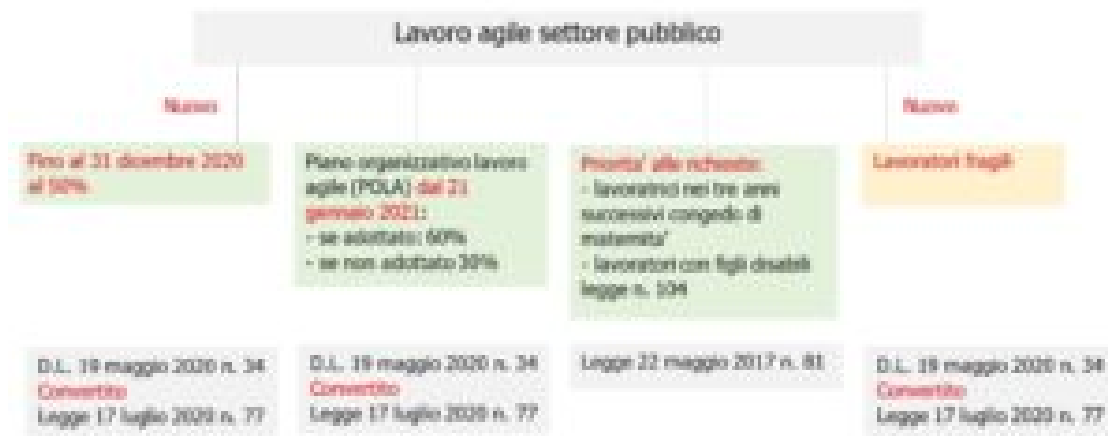 Lavoro agile settore pubblico
Nuovo
Nuovo
Fino al 31 dicembre 2020
al 50%
Piano organizzativo lavoro
agile (POLA) dal 21
gennaio 2021:
- se adottato: 60%
- se non adottato 30%
Priorita' alle richieste:
- lavoratrici nei tre anni
successivi congedo di
maternita'
- lavoratori con figli disabili
legge n. 104
Lavoratori fragili
D.L. 19 maggio 2020 n. 34
Convertito
Legge 17 luglio 2020 n. 77
D.L. 19 maggio 2020 n. 34
Convertito
Legge 17 luglio 2020 n. 77
Legge 22 maggio 2017 n. 81
D.L. 19 maggio 2020 n. 34
Convertito
Legge 17 luglio 2020 n. 77